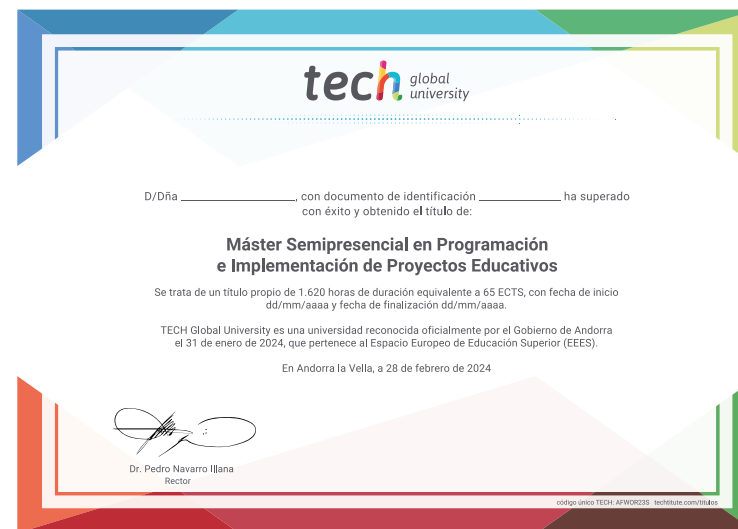 tech global university
D/Dña ____________________, con documento de identificación ______________ ha superado
con éxito y obtenido el título de:
Máster Semipresencial en Programación
e Implementación de Proyectos Educativos
Se trata de un título propio de 1.620 horas de duración equivalente a 65 ECTS, con fecha de inicio
dd/mm/aaaa y fecha de finalización dd/mm/aaaa.
TECH Global University es una universidad reconocida oficialmente por el Gobierno de Andorra
el 31 de enero de 2024, que pertenece al Espacio Europeo de Educación Superior (EEES).
En Andorra la Vella, a 28 de febrero de 2024
Dr. Pedro Navarro Illana
Rector
código único TECH: AFWOR23S techtitute.com/titulos